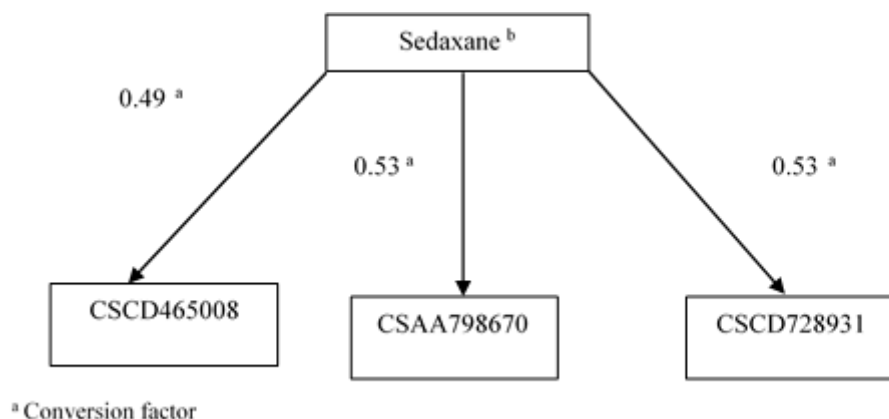 Sedaxane ᵇ
0.49 ᵃ
0.53 ᵃ
0.53 ᵃ
CSCD465008
CSAA798670
CSCD728931
ᵃ Conversion factor